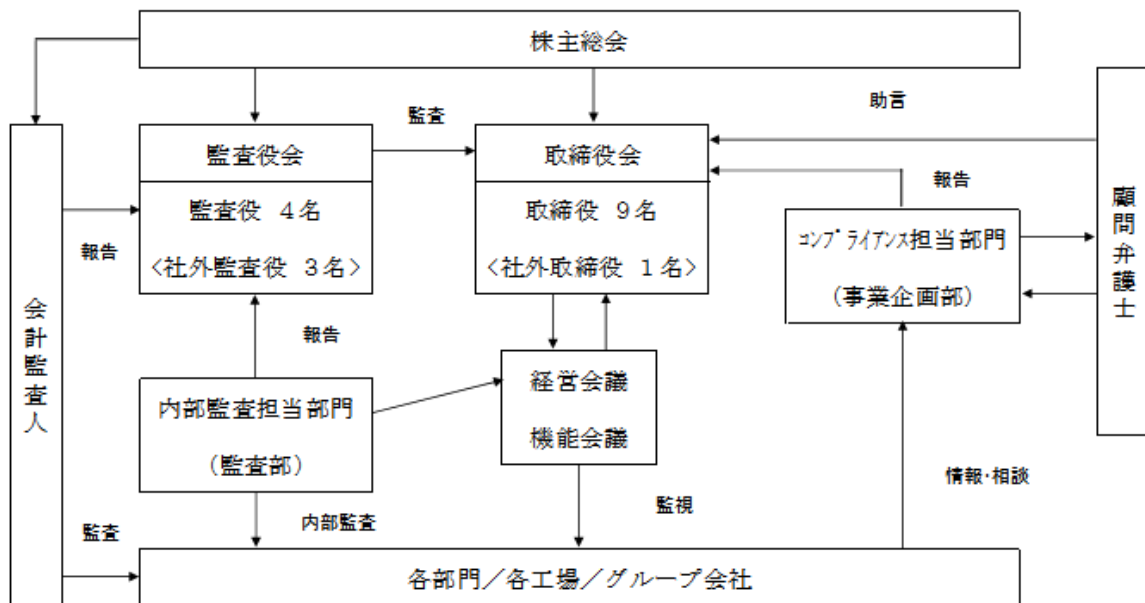 株主総会
助言
監査
監査役会
取締役会
報告
監査役 4名
取締役 9名
顧問弁護士
ｺﾝﾌﾟﾗｲｱﾝｽ担当部門
報告
<社外監査役 3名>
<社外取締役 1名>
(事業企画部)
会計監査人
報告
経営会議
内部監査担当部門
機能会議
(監査部)
情報・相談
監視
内部監査
監査
各部門／各工場／グループ会社